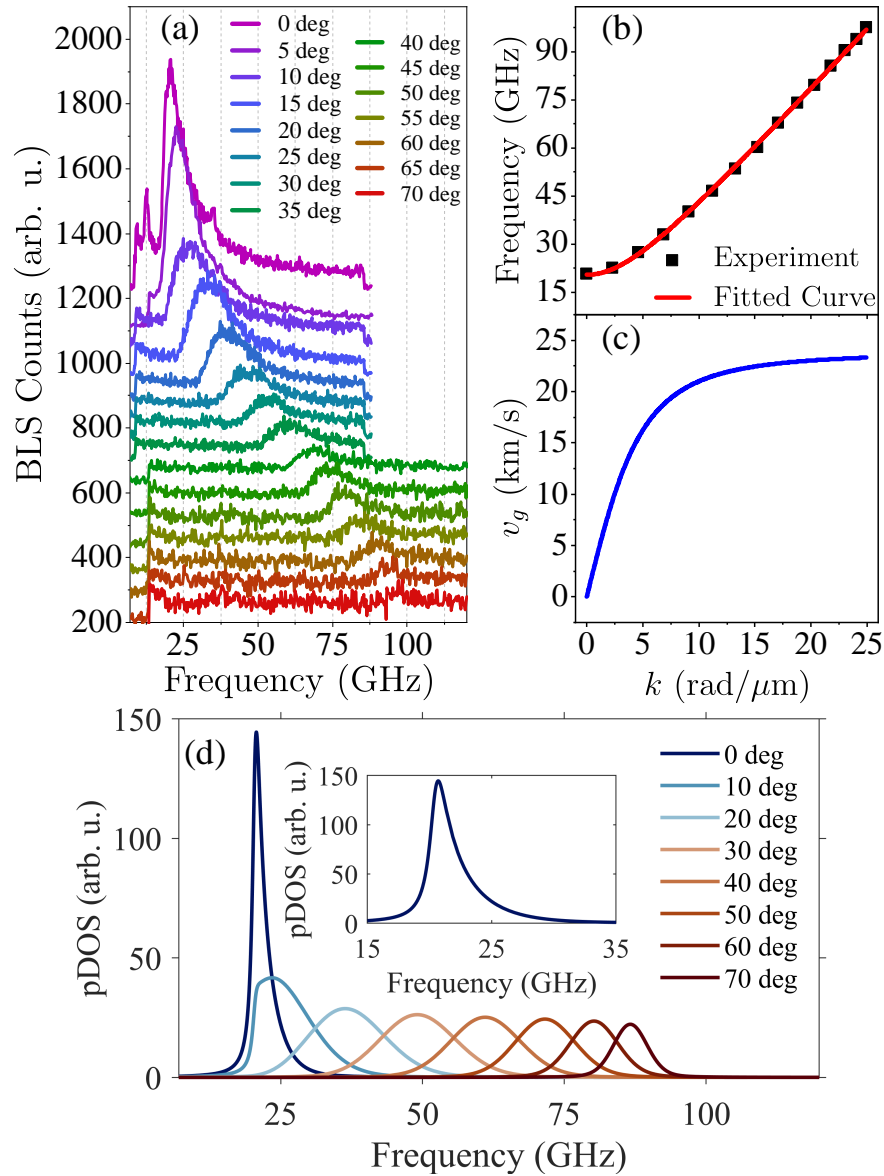 (a)
0 deg
5 deg
10 deg
15 deg
20 deg
25 deg
30 deg
35 deg
40 deg
45 deg
50 deg
55 deg
60 deg
65 deg
70 deg
2000
1800
1600
1400
1200
1000
800
600
400
200
BLS Counts (arb. u.)
25 50 75 100
Frequency (GHz)
(b)
90
75
60
45
30
15
Frequency (GHz)
Experiment
Fitted Curve
(c)
25
20
15
10
5
0
v_g (km/s)
0 5 10 15 20 25
k (rad/μm)
(d)
150
100
50
0
pDOS (arb. u.)
25 50 75 100
Frequency (GHz)
150
100
50
0
pDOS (arb. u.)
15 25 35
Frequency (GHz)
0 deg
10 deg
20 deg
30 deg
40 deg
50 deg
60 deg
70 deg